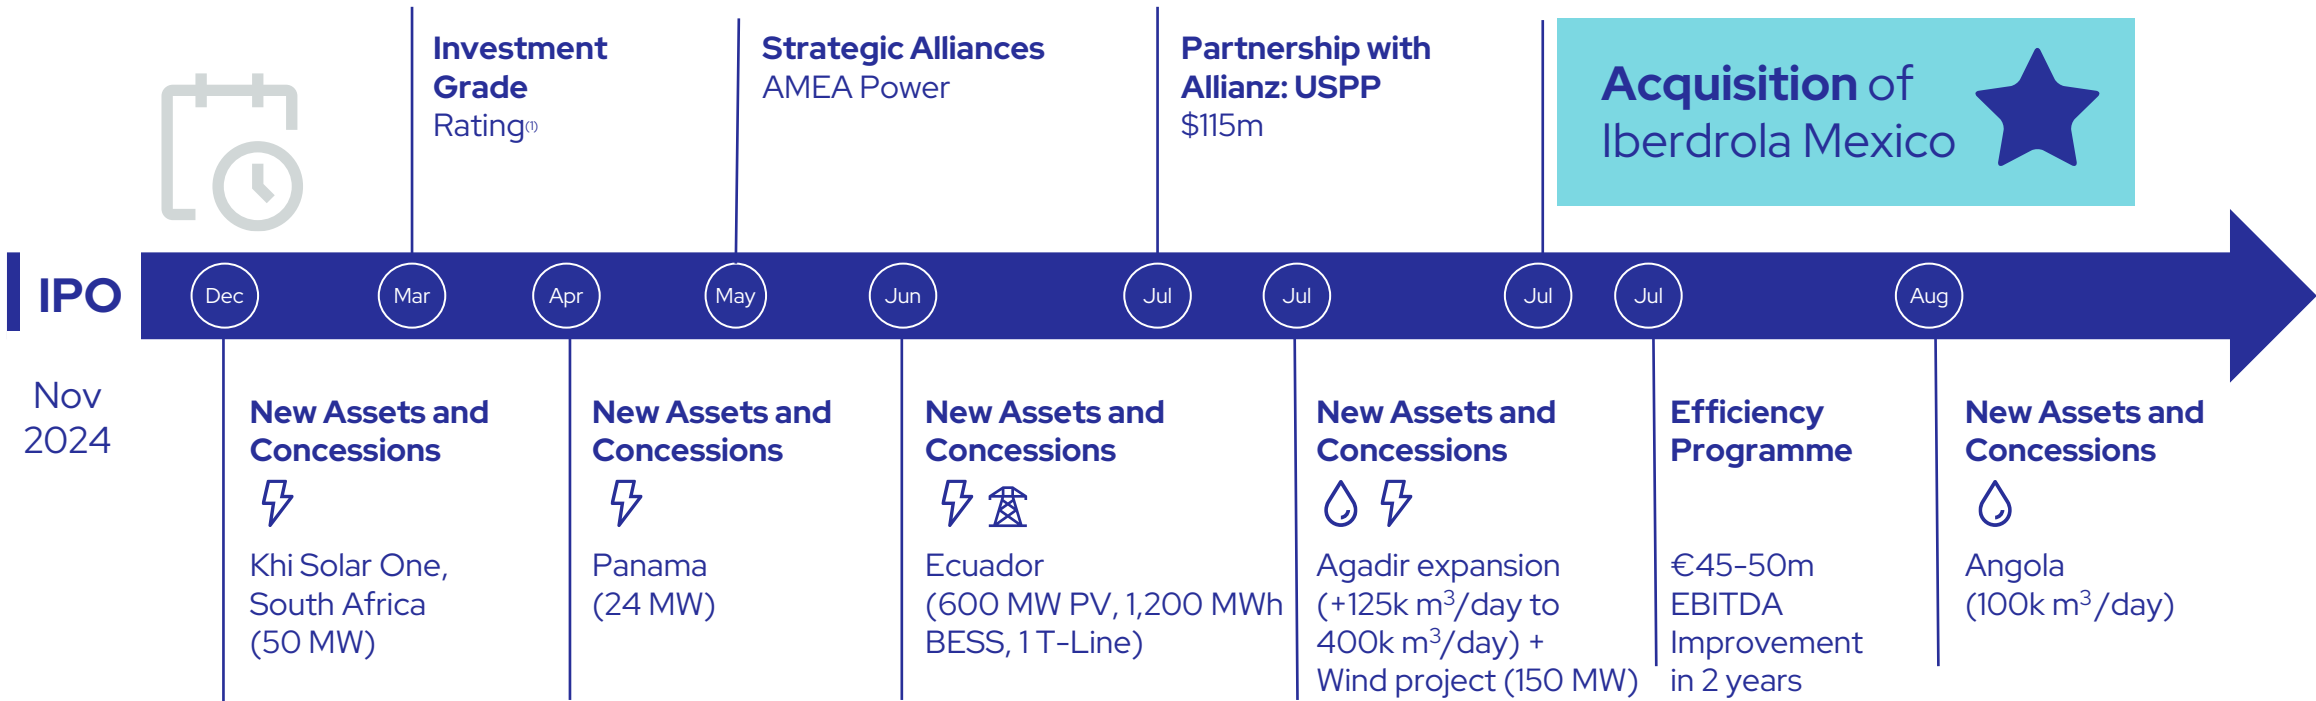 Investment
Grade
Rating(1)
Strategic Alliances
AMEA Power
Partnership with
Allianz: USPP
$115m
Acquisition of
Iberdrola Mexico
IPO
Nov
2024
Dec
Mar
Apr
May
Jun
Jul
Jul
Jul
Jul
Aug
New Assets and
Concessions
Khi Solar One,
South Africa
(50 MW)
New Assets and
Concessions
Panama
(24 MW)
New Assets and
Concessions
Ecuador
(600 MW PV, 1,200 MWh
BESS, 1 T-Line)
New Assets and
Concessions
Agadir expansion
(+125k m³/day to
400k m³/day) +
Wind project (150 MW)
Efficiency
Programme
€45-50m
EBITDA
Improvement
in 2 years
New Assets and
Concessions
Angola
(100k m³/day)